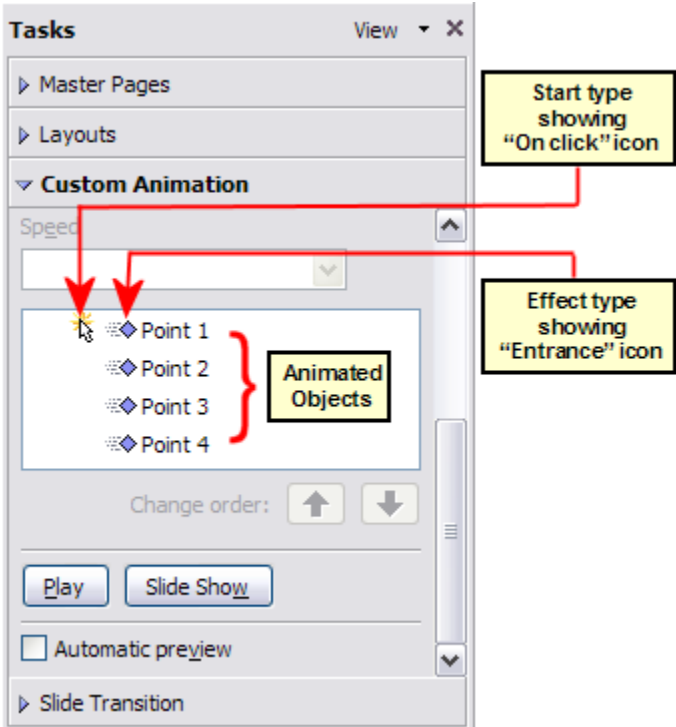 Tasks View
Master Pages
Layouts
Custom Animation
Speed
Point 1
Point 2
Point 3
Point 4
Change order:
Play Slide Show
Automatic preview
Slide Transition
Start type
showing
“On click” icon
Effect type
showing
“Entrance” icon
Animated
Objects